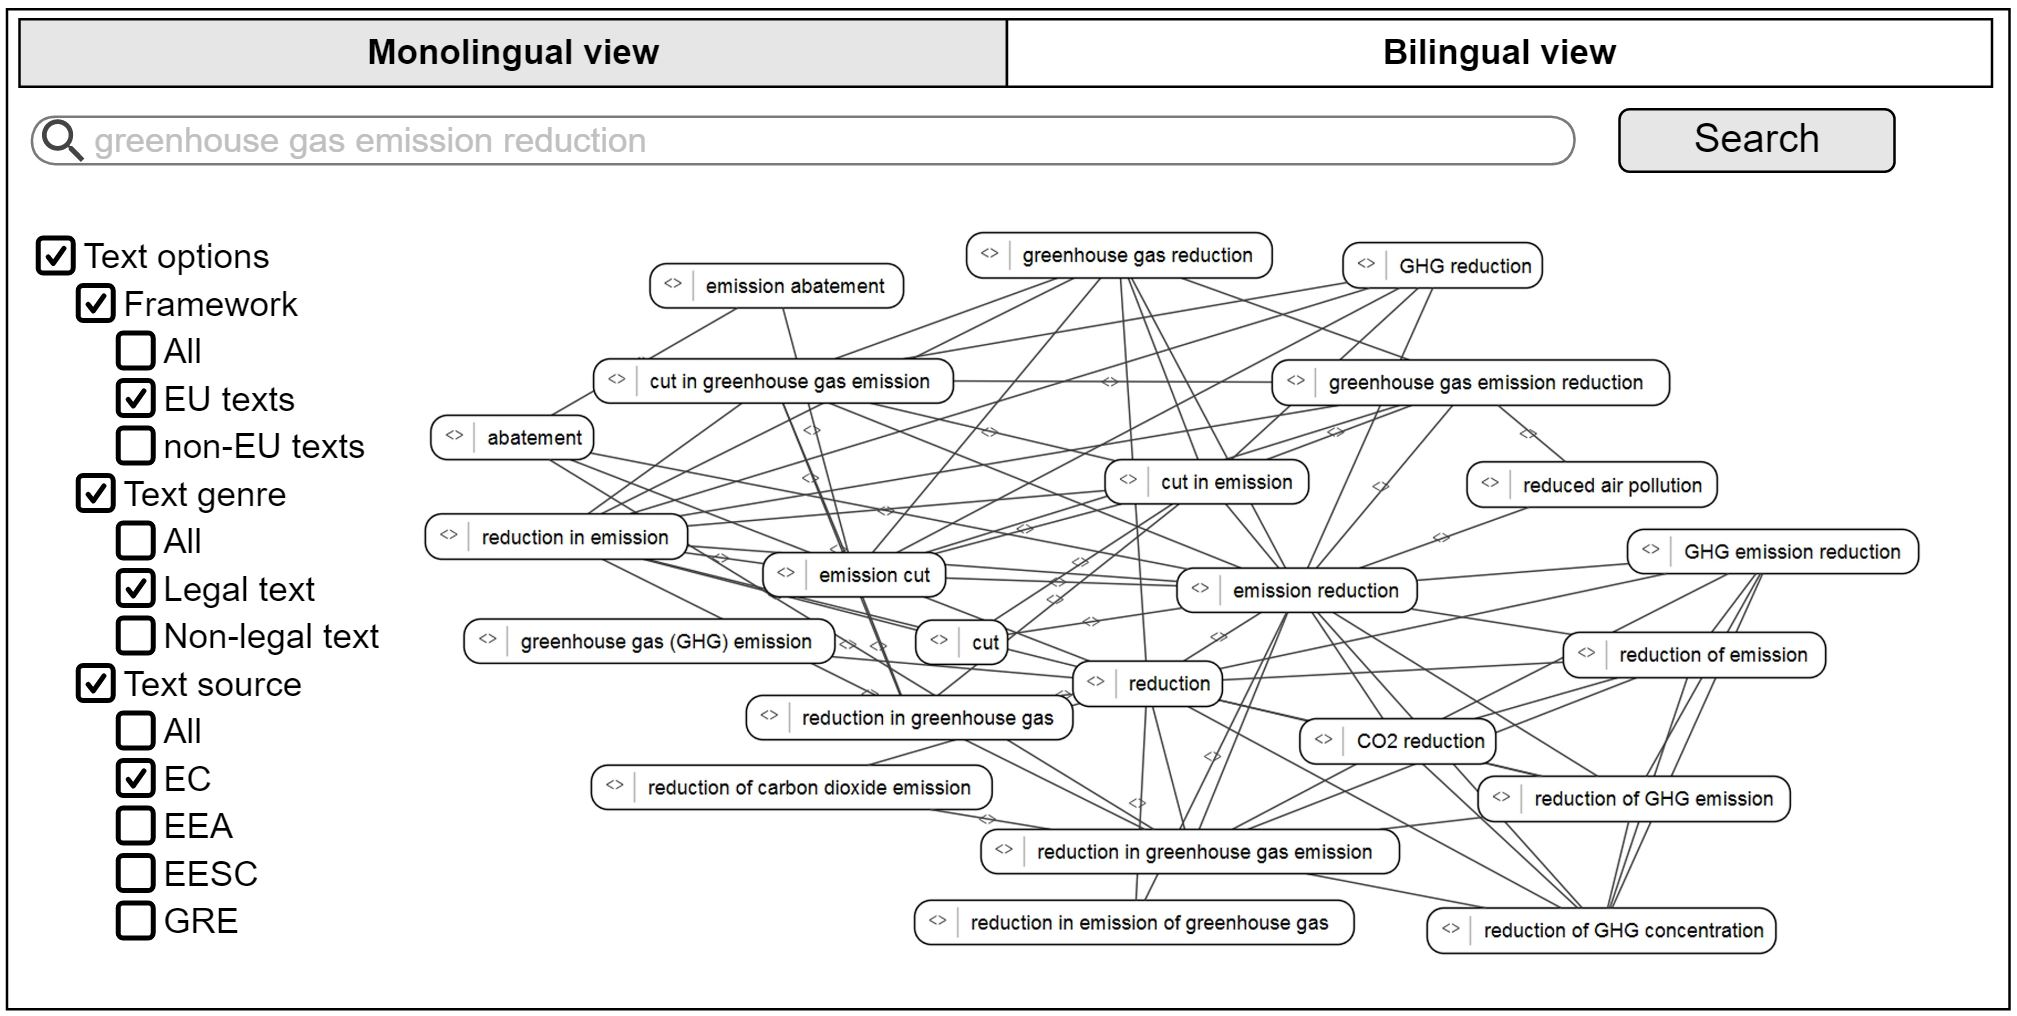 Monolingual view
Bilingual view
greenhouse gas emission reduction
Search
Text options
Framework
All
EU texts
non-EU texts
Text genre
All
Legal text
Non-legal text
Text source
All
EC
EEA
EESC
GRE
greenhouse gas reduction
GHG reduction
emission abatement
cut in greenhouse gas emission
greenhouse gas emission reduction
abatement
cut in emission
reduced air pollution
reduction in emission
GHG emission reduction
emission cut
emission reduction
greenhouse gas (GHG) emission
cut
reduction of emission
reduction
reduction in greenhouse gas
CO2 reduction
reduction of carbon dioxide emission
reduction of GHG emission
reduction in greenhouse gas emission
reduction in emission of greenhouse gas
reduction of GHG concentration